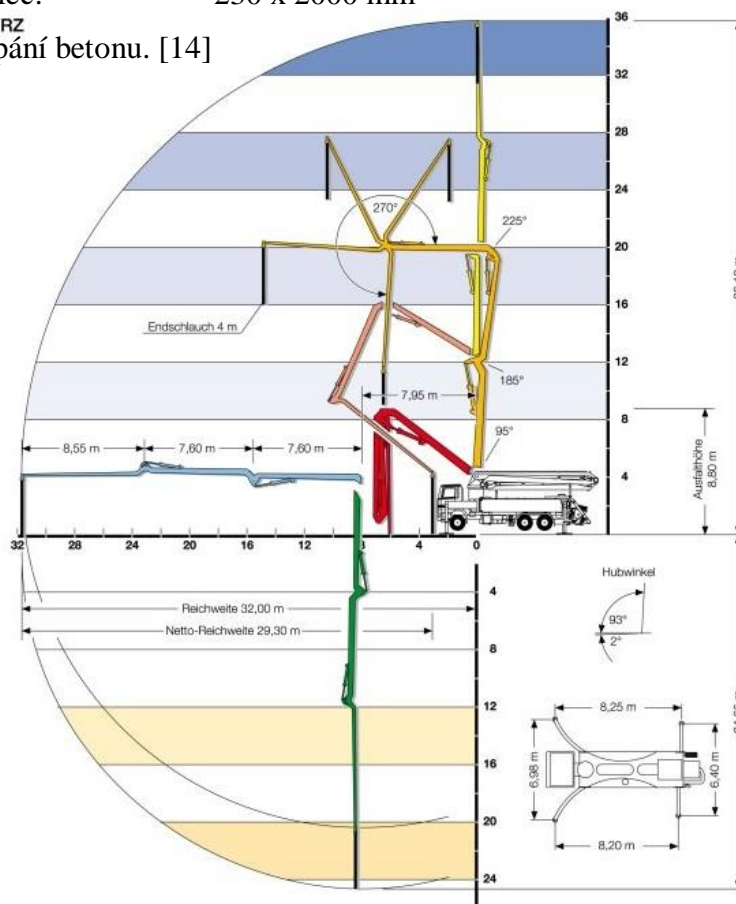 230 x 2000 mm
RZ
betonu. [14]
36
32
28
24
270°
225°
20
16
Endschlauch 4 m
12
185°
7,95 m
8
95°
8,55 m
7,60 m
7,60 m
4
Ausfalthöhe
8,80 m
32
28
24
20
16
12
8
4
0
Hubwinkel
4
Reichweite 32,00 m
93°
Netto-Reichweite 29,30 m
2°
8
8,25 m
12
6,98 m
6,40 m
16
8,20 m
20
24